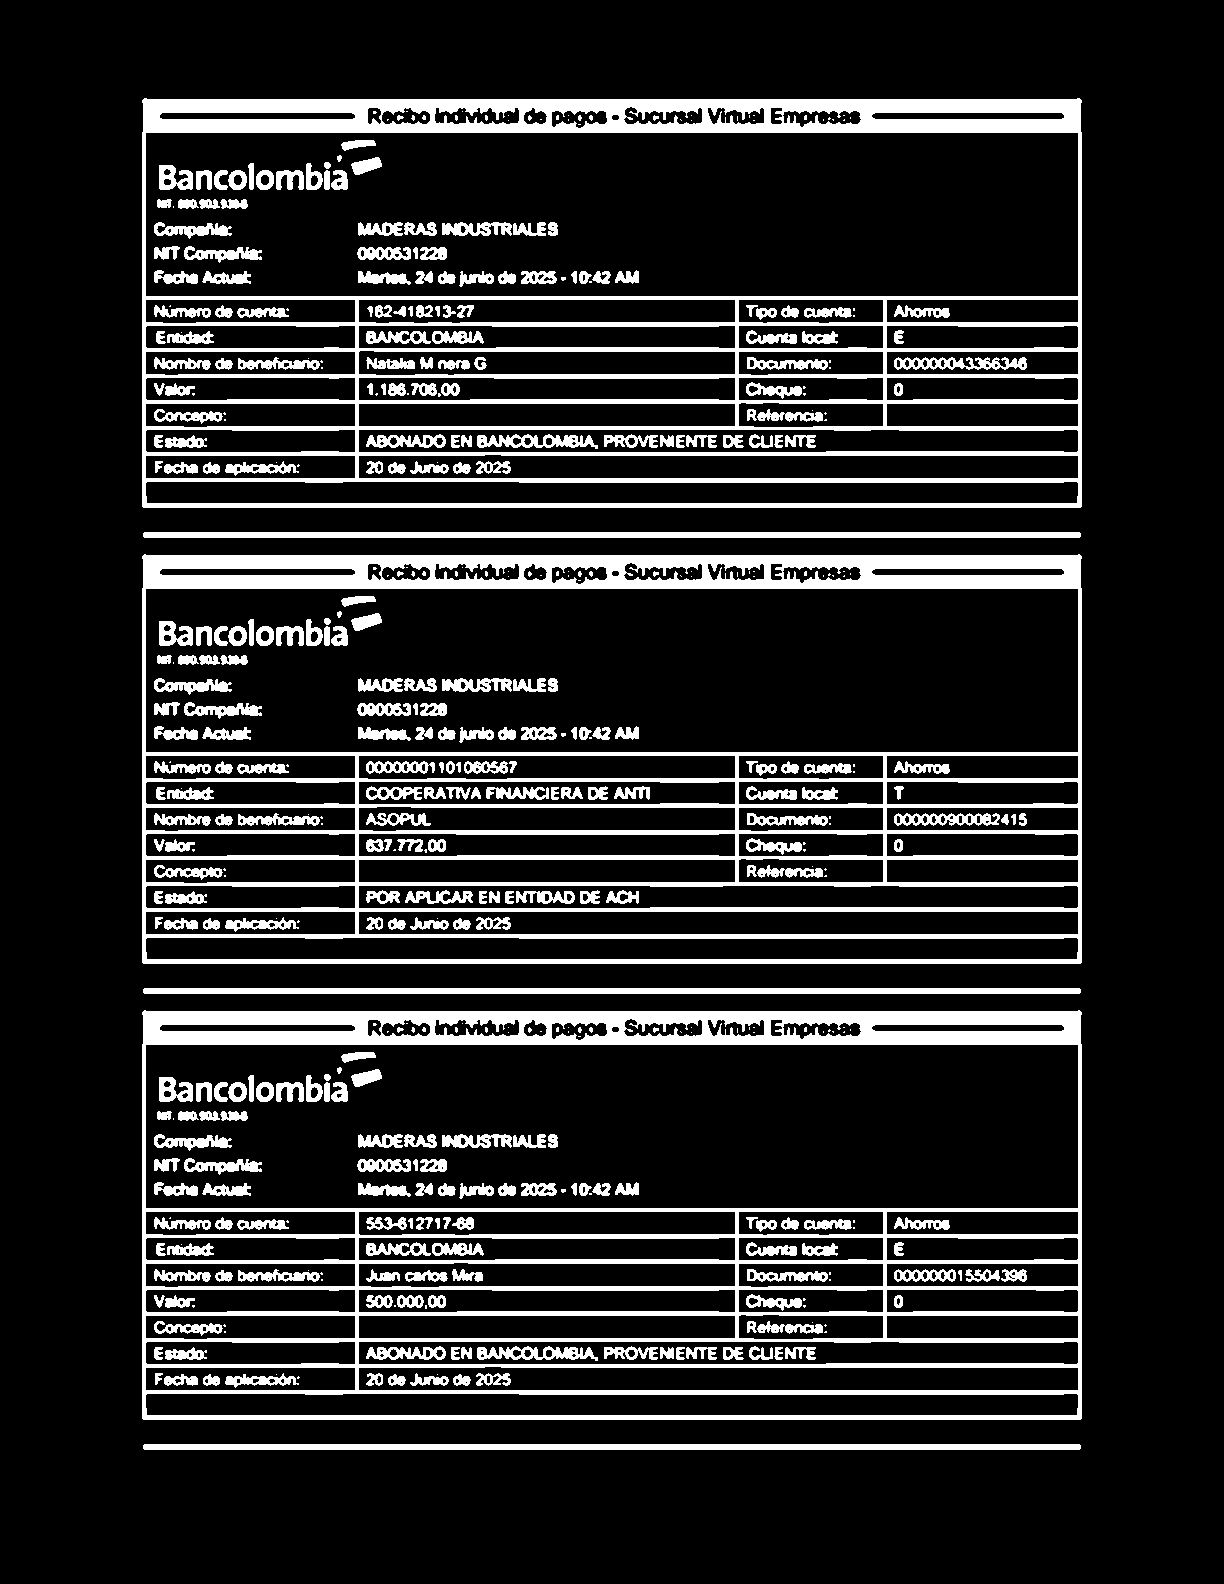 Recibo Individual de pagos - Sucursal Virtual Empresas
Bancolombia
NIT. 890.903.938-8
Compañía: MADERAS INDUSTRIALES
NIT Compañía: 0900531228
Fecha Actual: Martes, 24 de junio de 2025 - 10:42 AM
Número de cuenta: 162-418213-27 Tipo de cuenta: Ahorros
Entidad: BANCOLOMBIA Cuenta local: E
Nombre de beneficiario: Natalia M nera G Documento: 000000043366346
Valor: 1.186.706,00 Cheque: 0
Concepto: Referencia:
Estado: ABONADO EN BANCOLOMBIA, PROVENIENTE DE CLIENTE
Fecha de aplicación: 20 de Junio de 2025
Recibo Individual de pagos - Sucursal Virtual Empresas
Bancolombia
NIT. 890.903.938-8
Compañía: MADERAS INDUSTRIALES
NIT Compañía: 0900531228
Fecha Actual: Martes, 24 de junio de 2025 - 10:42 AM
Número de cuenta: 00000001101060567 Tipo de cuenta: Ahorros
Entidad: COOPERATIVA FINANCIERA DE ANTI Cuenta local: T
Nombre de beneficiario: ASOPUL Documento: 000000900082415
Valor: 637.772,00 Cheque: 0
Concepto: Referencia:
Estado: POR APLICAR EN ENTIDAD DE ACH
Fecha de aplicación: 20 de Junio de 2025
Recibo Individual de pagos - Sucursal Virtual Empresas
Bancolombia
NIT. 890.903.938-8
Compañía: MADERAS INDUSTRIALES
NIT Compañía: 0900531228
Fecha Actual: Martes, 24 de junio de 2025 - 10:42 AM
Número de cuenta: 553-612717-68 Tipo de cuenta: Ahorros
Entidad: BANCOLOMBIA Cuenta local: E
Nombre de beneficiario: Juan carlos Mira Documento: 000000015504396
Valor: 500.000,00 Cheque: 0
Concepto: Referencia:
Estado: ABONADO EN BANCOLOMBIA, PROVENIENTE DE CLIENTE
Fecha de aplicación: 20 de Junio de 2025